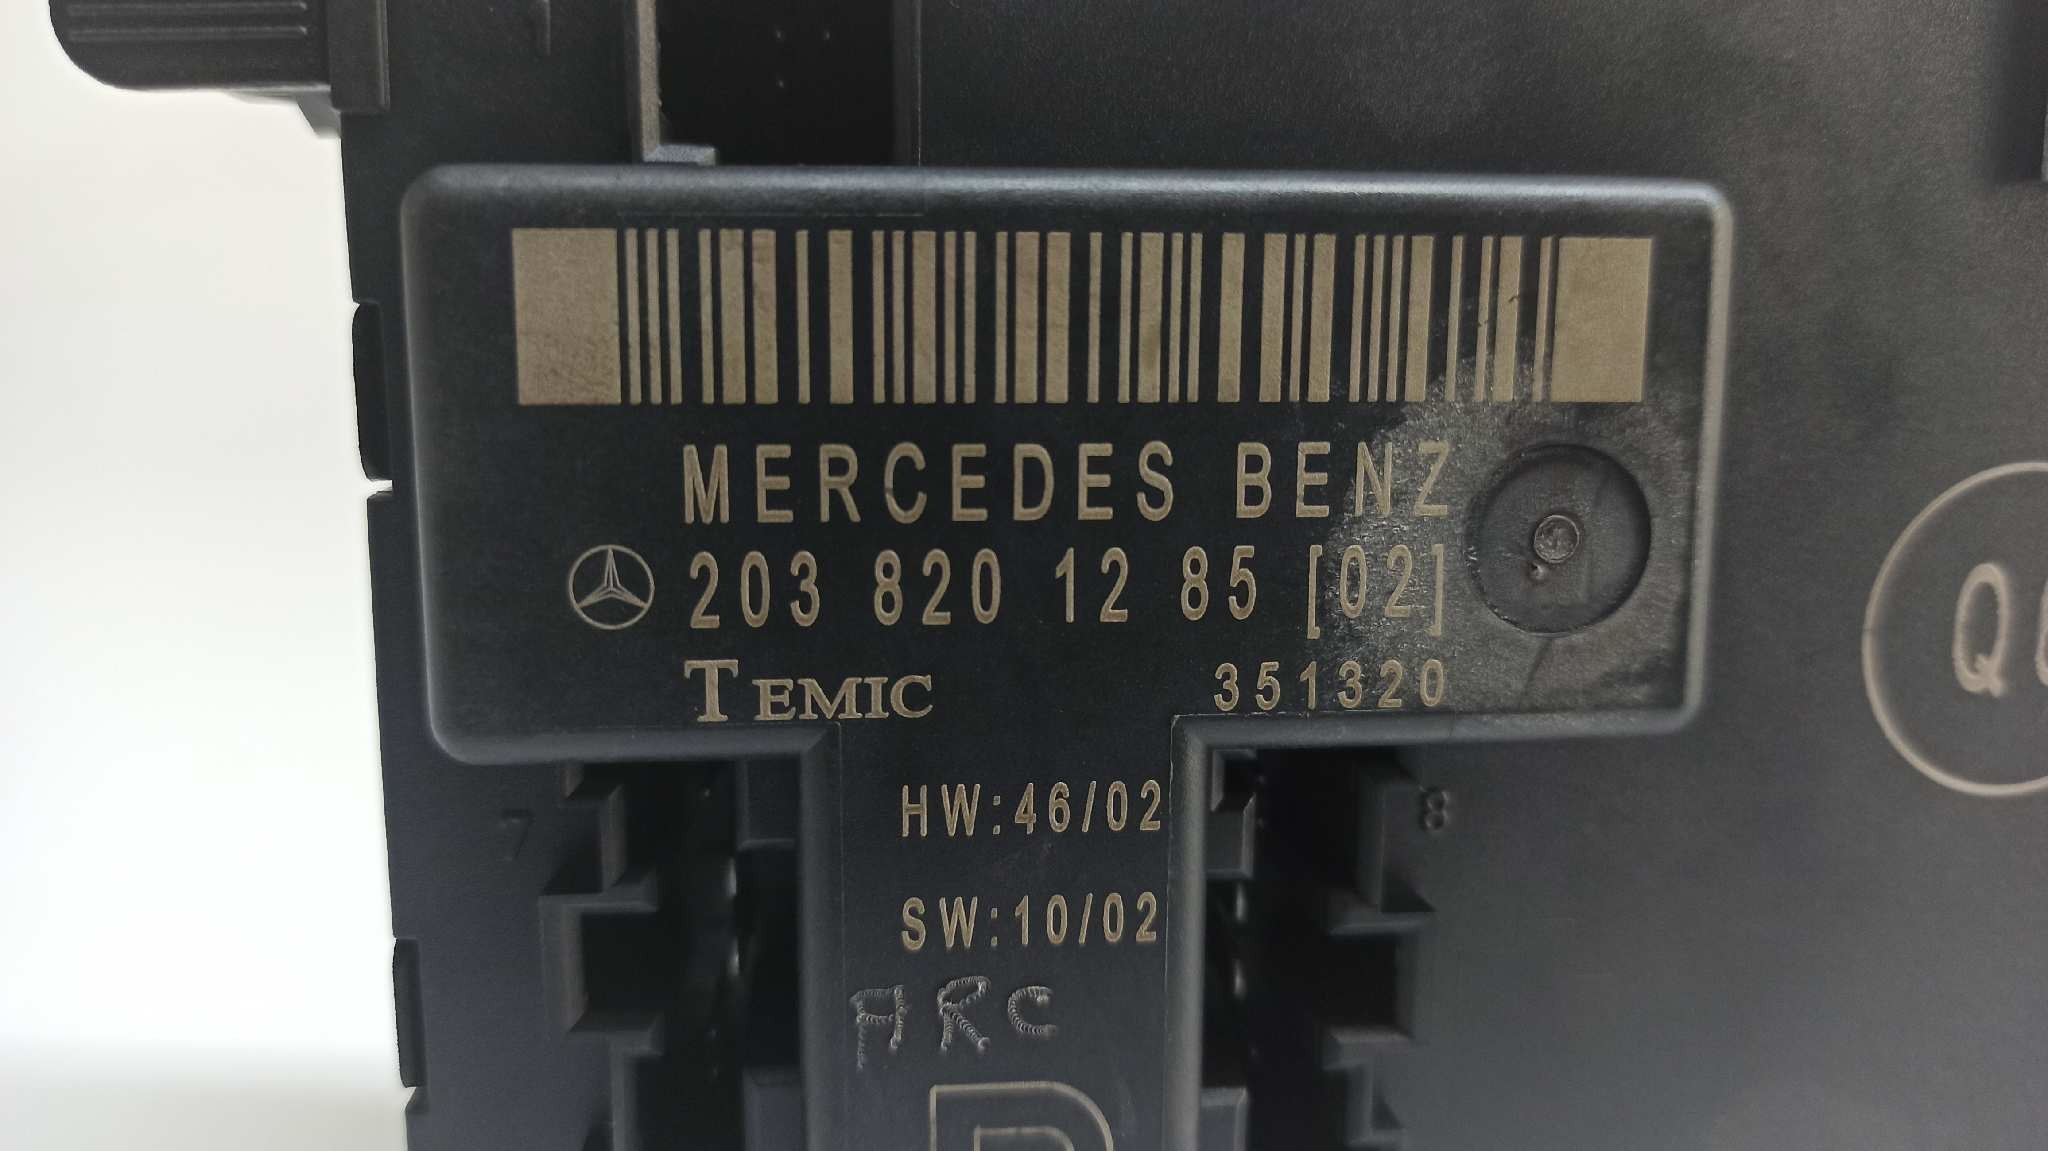 MERCEDES BENZ
203 820 12 85 [02]
TEMIC 351320
HW:46/02
7
8
SW:10/02
ARC